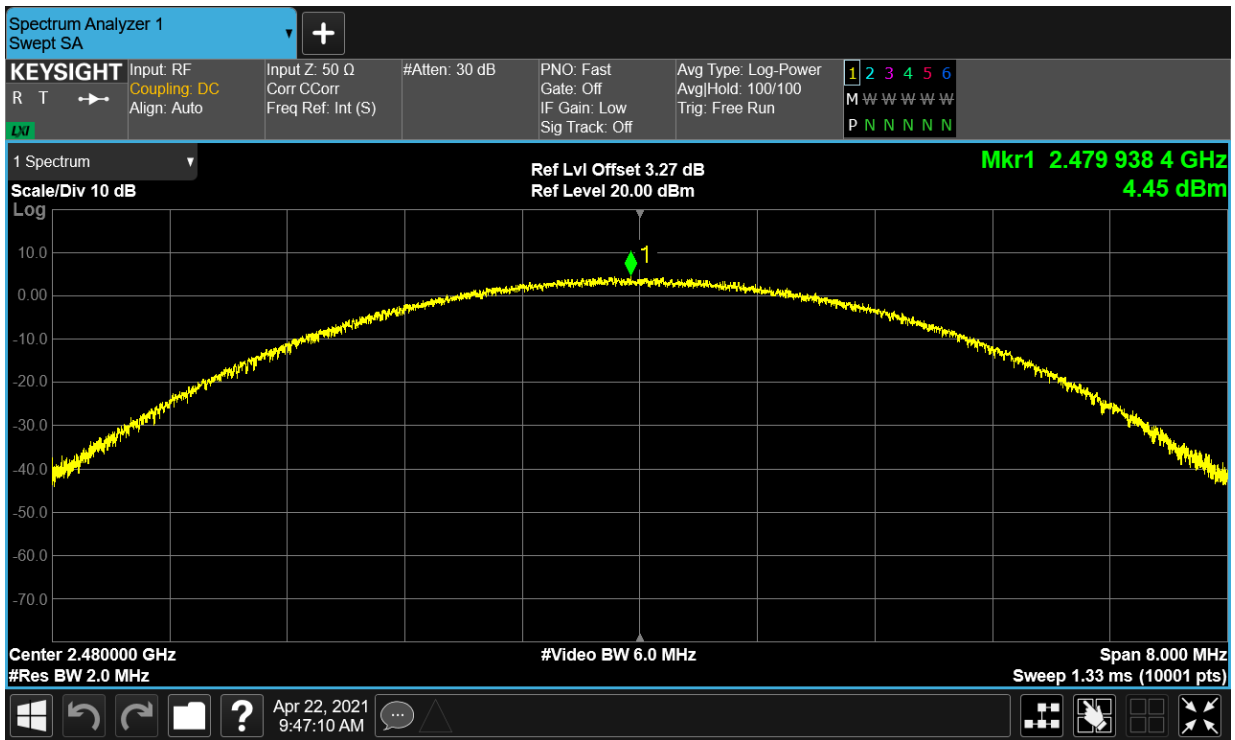 Spectrum Analyzer 1
Swept SA
+
KEYSIGHT
R T
LXI
Input: RF
Coupling: DC
Align: Auto
Input Z: 50 Ω
Corr CCorr
Freq Ref: Int (S)
#Atten: 30 dB
PNO: Fast
Gate: Off
IF Gain: Low
Sig Track: Off
Avg Type: Log-Power
Avg|Hold: 100/100
Trig: Free Run
1 2 3 4 5 6
M W W W W W
P N N N N N
1 Spectrum
Scale/Div 10 dB
Log
Ref Lvl Offset 3.27 dB
Ref Level 20.00 dBm
Mkr1 2.479 938 4 GHz
4.45 dBm
1
10.0
0.00
-10.0
-20.0
-30.0
-40.0
-50.0
-60.0
-70.0
Center 2.480000 GHz
#Res BW 2.0 MHz
#Video BW 6.0 MHz
Span 8.000 MHz
Sweep 1.33 ms (10001 pts)
?
Apr 22, 2021
9:47:10 AM